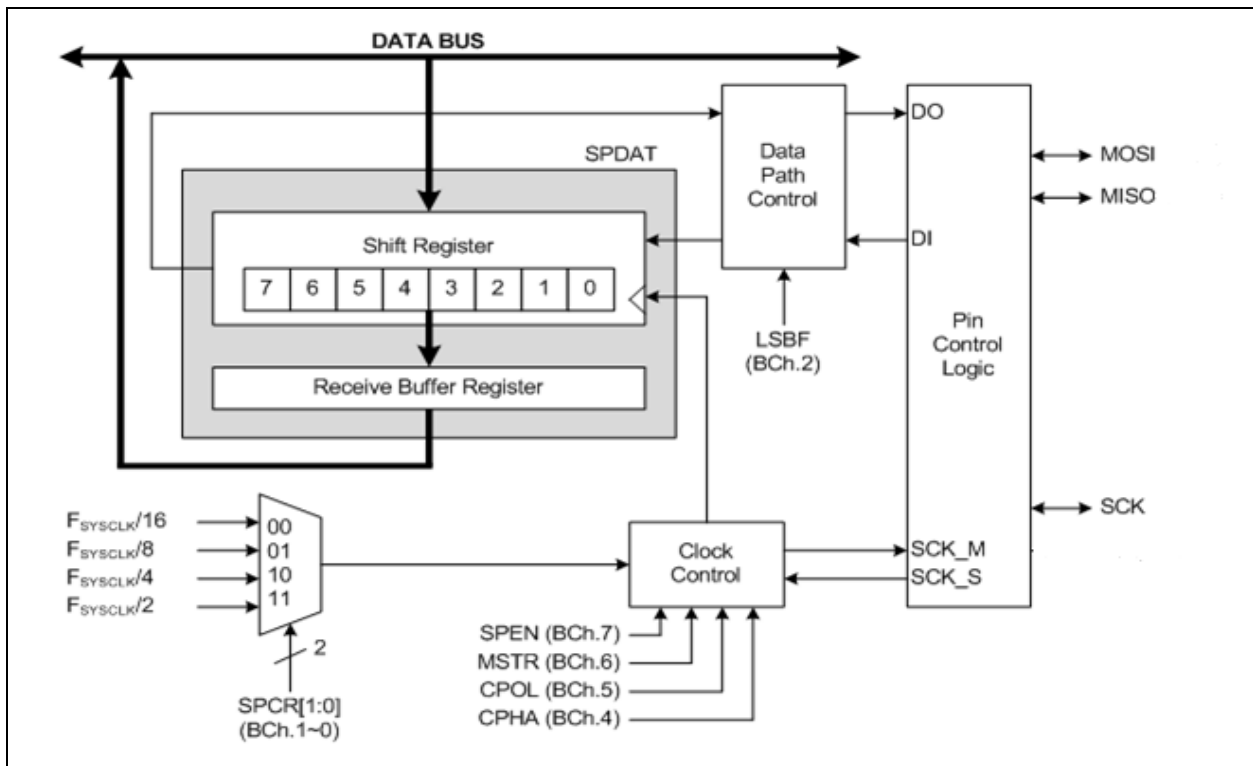 DATA BUS
SPDAT
Shift Register
7 6 5 4 3 2 1 0
Receive Buffer Register
Data
Path
Control
LSBF
(BCh.2)
DO
DI
Pin
Control
Logic
SCK_M
SCK_S
MOSI
MISO
SCK
FSYSCLK/16
FSYSCLK/8
FSYSCLK/4
FSYSCLK/2
00
01
10
11
2
SPCR[1:0]
(BCh.1~0)
Clock
Control
SPEN (BCh.7)
MSTR (BCh.6)
CPOL (BCh.5)
CPHA (BCh.4)